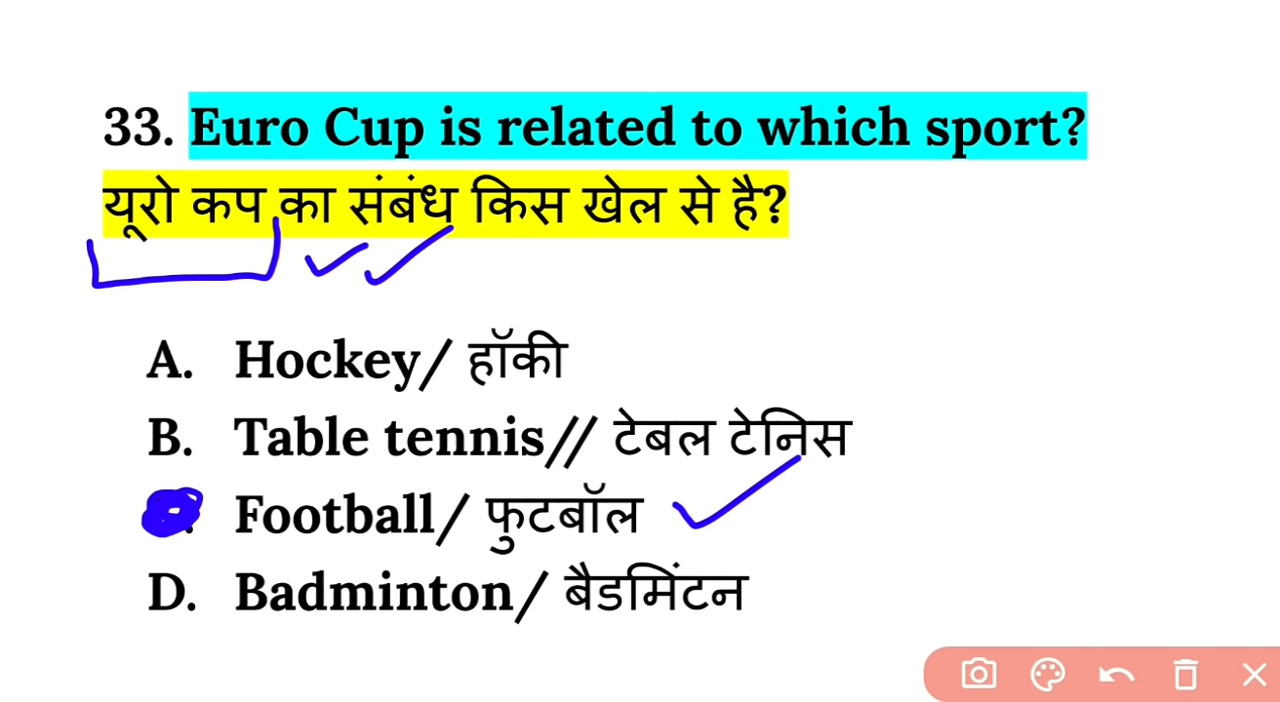 33. Euro Cup is related to which sport?
यूरो कप का संबंध किस खेल से है?
A. Hockey/ हॉकी
B. Table tennis// टेबल टेनिस
Football/ फुटबॉल
D. Badminton/ बैडमिंटन